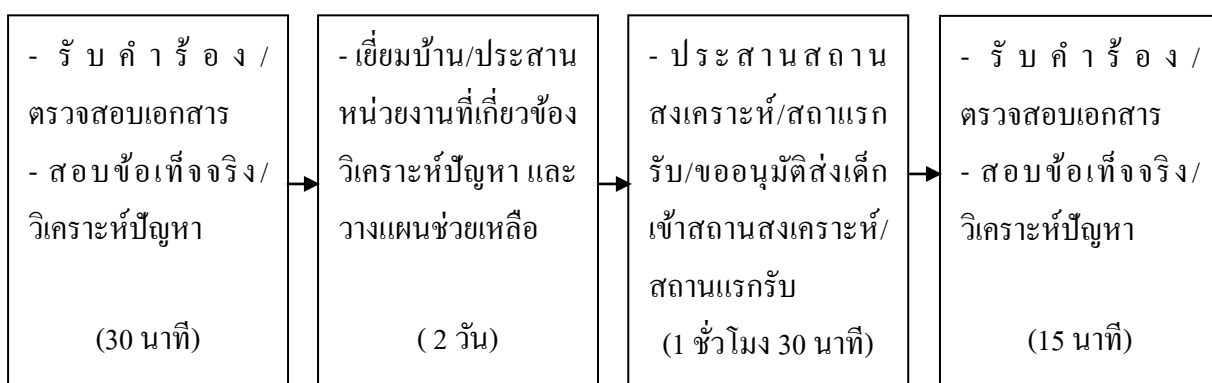 - รับคำร้อง/
ตรวจสอบเอกสาร
- สอบข้อเท็จจริง/
วิเคราะห์ปัญหา
(30 นาที)
- เยี่ยมบ้าน/ประสาน
หน่วยงานที่เกี่ยวข้อง
วิเคราะห์ปัญหา และ
วางแผนช่วยเหลือ
( 2 วัน)
- ประสานสถาน
สงเคราะห์/สถาแรก
รับ/ขออนุมัติส่งเด็ก
เข้าสถานสงเคราะห์/
สถานแรกรับ
(1 ชั่วโมง 30 นาที)
- รับคำร้อง/
ตรวจสอบเอกสาร
- สอบข้อเท็จจริง/
วิเคราะห์ปัญหา
(15 นาที)